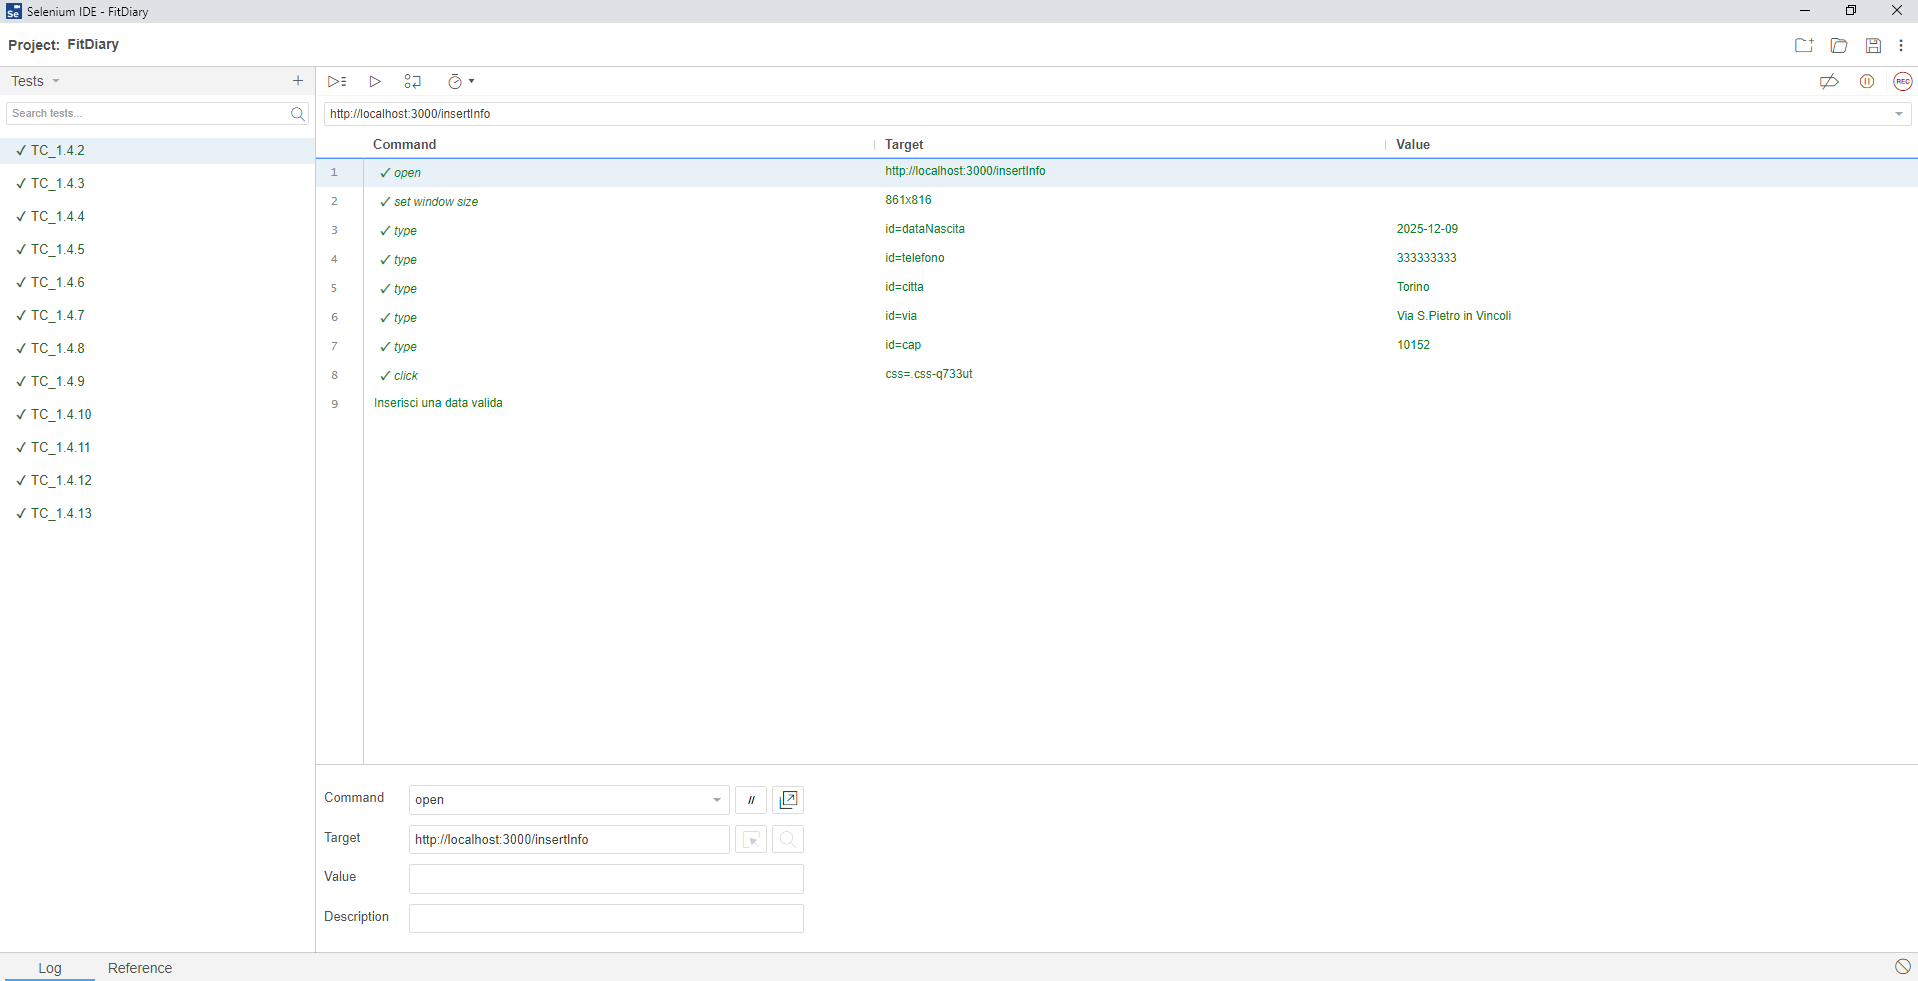 Selenium IDE - FitDiary
Project: FitDiary
Tests
Search tests...
✓ TC_1.4.2
✓ TC_1.4.3
✓ TC_1.4.4
✓ TC_1.4.5
✓ TC_1.4.6
✓ TC_1.4.7
✓ TC_1.4.8
✓ TC_1.4.9
✓ TC_1.4.10
✓ TC_1.4.11
✓ TC_1.4.12
✓ TC_1.4.13
REC
http://localhost:3000/insertInfo
Command Target Value
1 ✓ open http://localhost:3000/insertInfo
2 ✓ set window size 861x816
3 ✓ type id=dataNascita 2025-12-09
4 ✓ type id=telefono 333333333
5 ✓ type id=citta Torino
6 ✓ type id=via Via S.Pietro in Vincoli
7 ✓ type id=cap 10152
8 ✓ click css=.css-q733ut
9 Inserisci una data valida
Command open //
Target http://localhost:3000/insertInfo
Value
Description
Log Reference